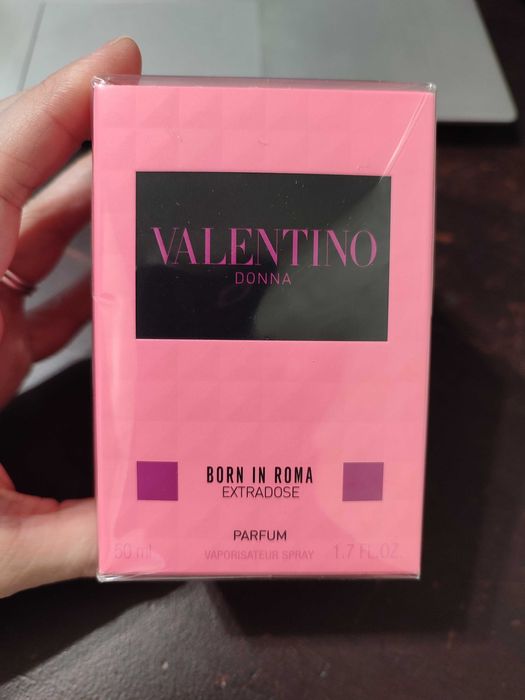 VALENTINO
DONNA
BORN IN ROMA
EXTRADOSE
PARFUM
50 ml VAPORISATEUR SPRAY 1.7 FL.OZ.